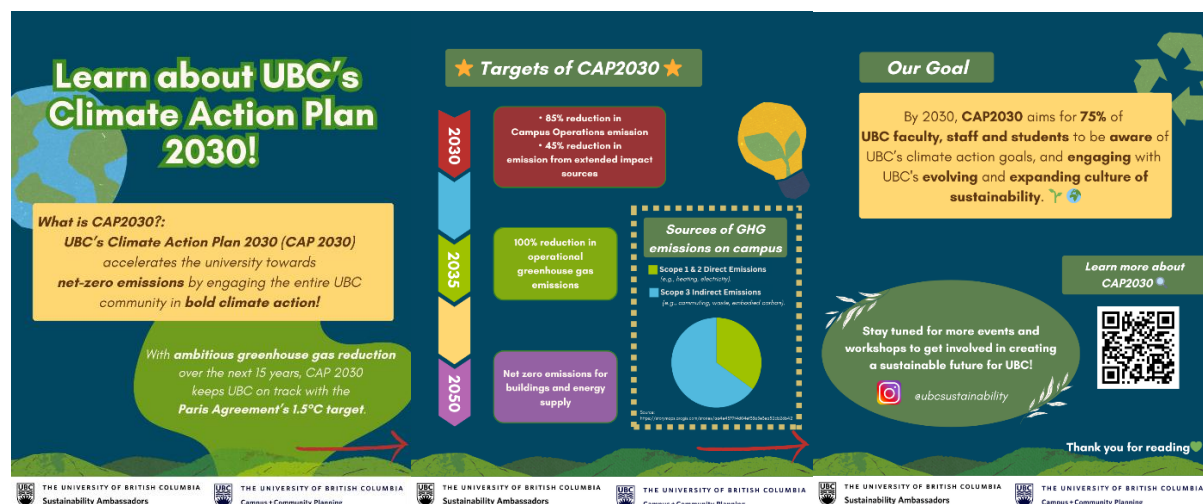 Learn about UBC's
Climate Action Plan
2030!
What is CAP2030?:
UBC's Climate Action Plan 2030 (CAP 2030)
accelerates the university towards
net-zero emissions by engaging the entire UBC
community in bold climate action!
With ambitious greenhouse gas reduction
over the next 15 years, CAP 2030
keeps UBC on track with the
Paris Agreement's 1.5°C target.
UBC
THE UNIVERSITY OF BRITISH COLUMBIA
Sustainability Ambassadors
UBC
THE UNIVERSITY OF BRITISH COLUMBIA
Campus + Community Planning
Targets of CAP2030
2030
• 85% reduction in
Campus Operations emission
• 45% reduction in
emission from extended impact
sources
2035
100% reduction in
operational
greenhouse gas
emissions
2050
Net zero emissions for
buildings and energy
supply
Sources of GHG
emissions on campus
Scope 1 & 2 Direct Emissions
(e.g., heating, electricity).
Scope 3 Indirect Emissions
(e.g., commuting, waste, embodied carbon).
Source:
UBC
THE UNIVERSITY OF BRITISH COLUMBIA
Sustainability Ambassadors
UBC
THE UNIVERSITY OF BRITISH COLUMBIA
Campus + Community Planning
Our Goal
By 2030, CAP2030 aims for 75% of
UBC faculty, staff and students to be aware of
UBC's climate action goals, and engaging with
UBC's evolving and expanding culture of
sustainability. 🌱🌍
Learn more about
CAP2030
Stay tuned for more events and
workshops to get involved in creating
a sustainable future for UBC!
@ubcsustainability
Thank you for reading💚
UBC
THE UNIVERSITY OF BRITISH COLUMBIA
Sustainability Ambassadors
UBC
THE UNIVERSITY OF BRITISH COLUMBIA
Campus + Community Planning